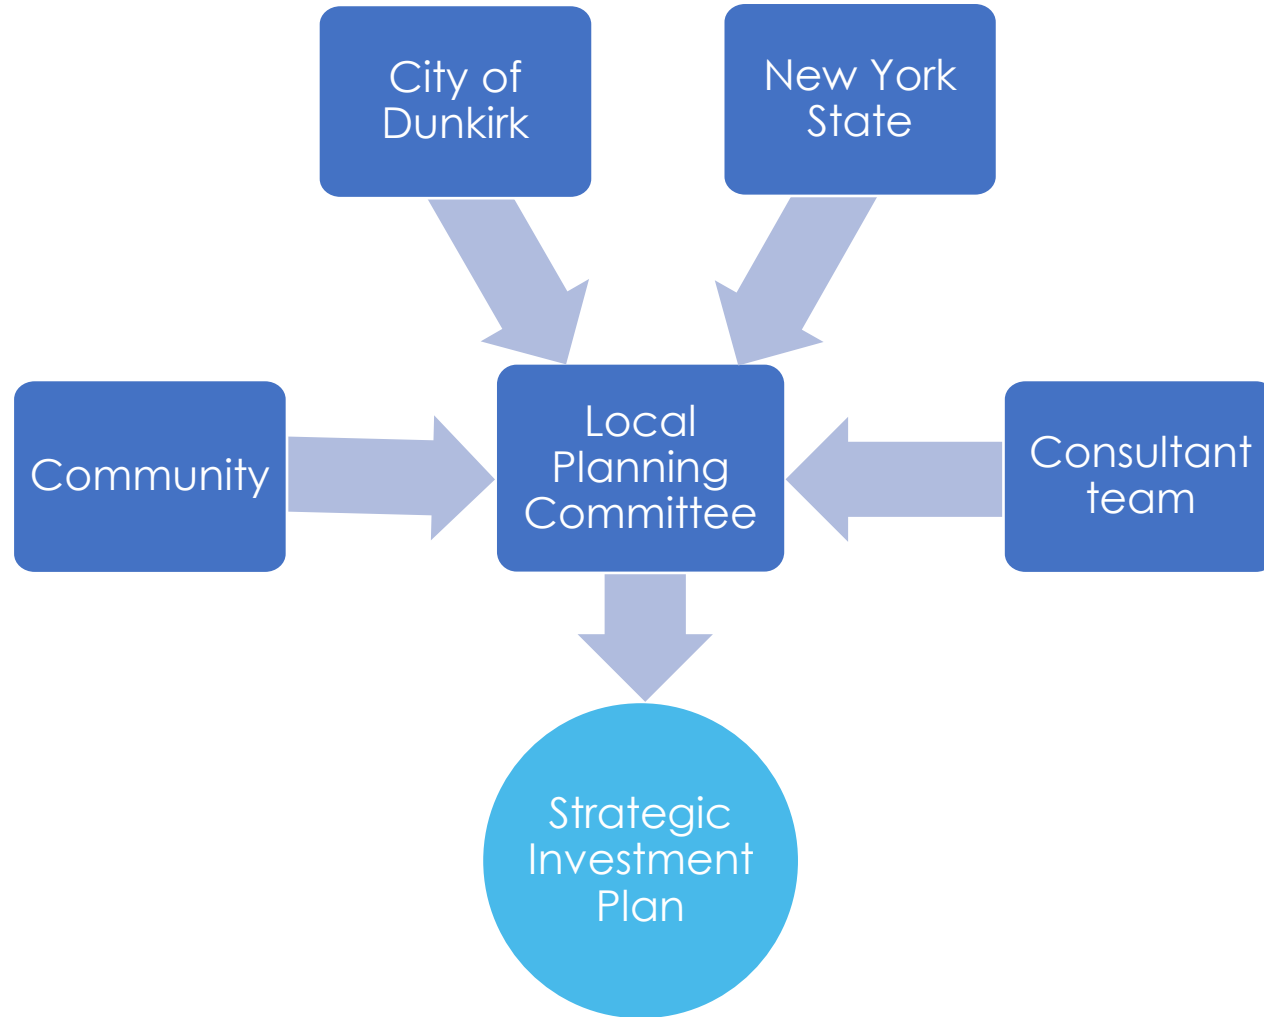 City of
Dunkirk
New York
State
Community
Local
Planning
Committee
Consultant
team
Strategic
Investment
Plan